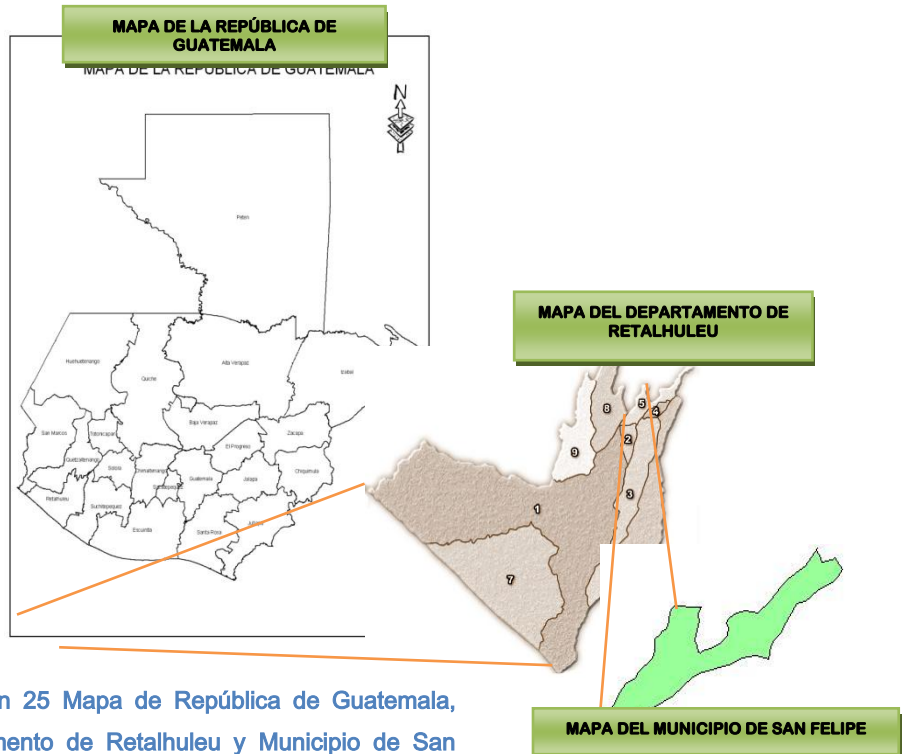 MAPA DE LA REPÚBLICA DE
GUATEMALA
MAPA DE LA REPÚBLICA DE GUATEMALA
N
Petén
Huehuetenango
Quiché
Alta Verapaz
Izabal
San Marcos
Totonicapán
Baja Verapaz
Zacapa
Quetzaltenango
Sololá
Chimaltenango
El Progreso
Sacatepéquez
Guatemala
Jalapa
Chiquimula
Retalhuleu
Suchitepéquez
Escuintla
Santa Rosa
Jutiapa
MAPA DEL DEPARTAMENTO DE
RETALHULEU
5
8
4
2
9
3
1
7
n 25 Mapa de República de Guatemala,
mento de Retalhuleu y Municipio de San
MAPA DEL MUNICIPIO DE SAN FELIPE